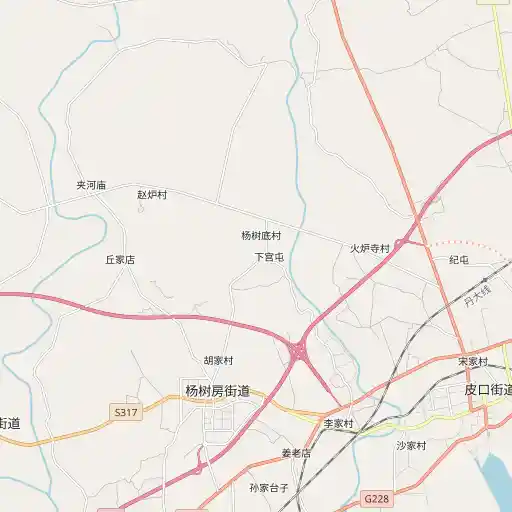 夹河庙
赵炉村
杨树底村
火炉寺村
丘家店
下宫屯
纪屯
丹大线
胡家村
宋家村
杨树房街道
皮口街道
S317
街道
李家村
沙家村
姜老店
孙家台子
G228